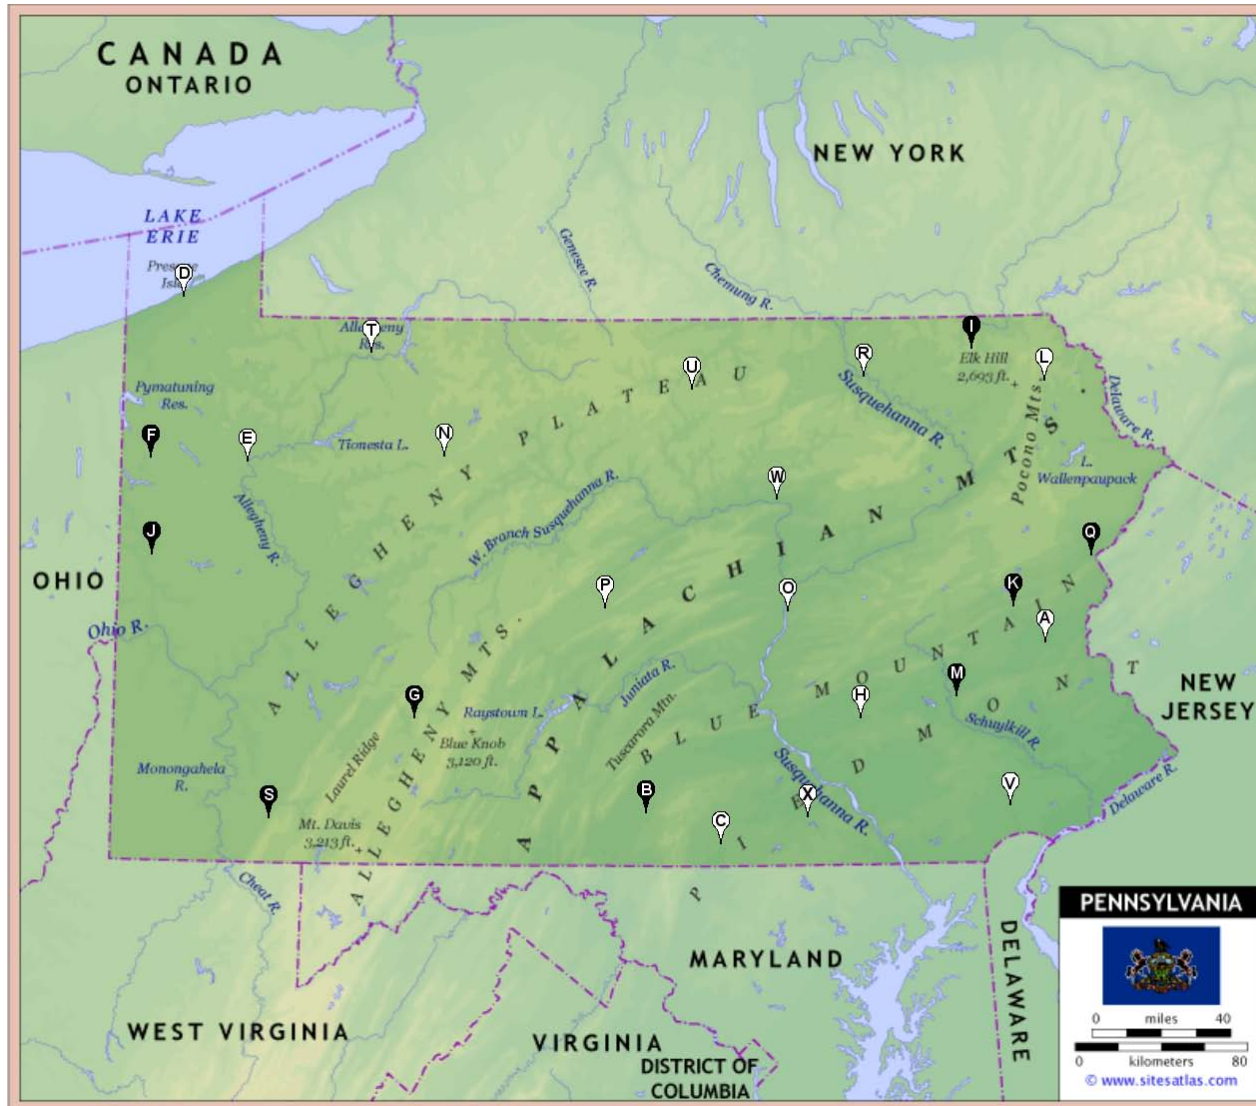 CANADA
ONTARIO
NEW YORK
LAKE
ERIE
Genesee R.
Chemung R.
D
T
I
U
R
L
Elk Hill
2,693 ft.
Pymatuning
Res.
Susquehanna R.
Delaware R.
Pocono Mts.
F
E
N
Tionesta L.
ALLEGHENY PLATEAU
L.
Wallenpaupack
W
Allegheny R.
W. Branch Susquehanna R.
J
Q
OHIO
P
O
K
A
APPALACHIAN MTS.
Ohio R.
ALLEGHENY MTS.
Juniata R.
BLUE MOUNTAIN
M
H
G
Raystown L.
Tuscarora Mtn.
NEW
JERSEY
Blue Knob
3,120 ft.
Schuylkill R.
Laurel Ridge
Monongahela
R.
Susquehanna R.
PIEDMONT
S
B
X
V
C
Delaware R.
Mt. Davis
3,213 ft.
ALLEGHENY
Cheat R.
PENNSYLVANIA
MARYLAND
DELAWARE
WEST VIRGINIA
VIRGINIA
DISTRICT OF
COLUMBIA
0 miles 40
0 kilometers 80
© www.sitesatlas.com